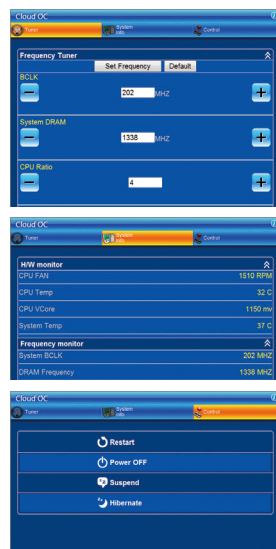 Cloud OC
Tuner System Info Control
Frequency Tuner
Set Frequency Default
BCLK
202 MHZ
System DRAM
1338 MHZ
CPU Ratio
4
Cloud OC
Tuner System Info Control
H/W monitor
CPU FAN 1510 RPM
CPU Temp 32 C
CPU VCore 1150 mv
System Temp 37 C
Frequency monitor
System BCLK 202 MHZ
DRAM Frequency 1338 MHZ
Cloud OC
Tuner System Info Control
Restart
Power OFF
Suspend
Hibernate